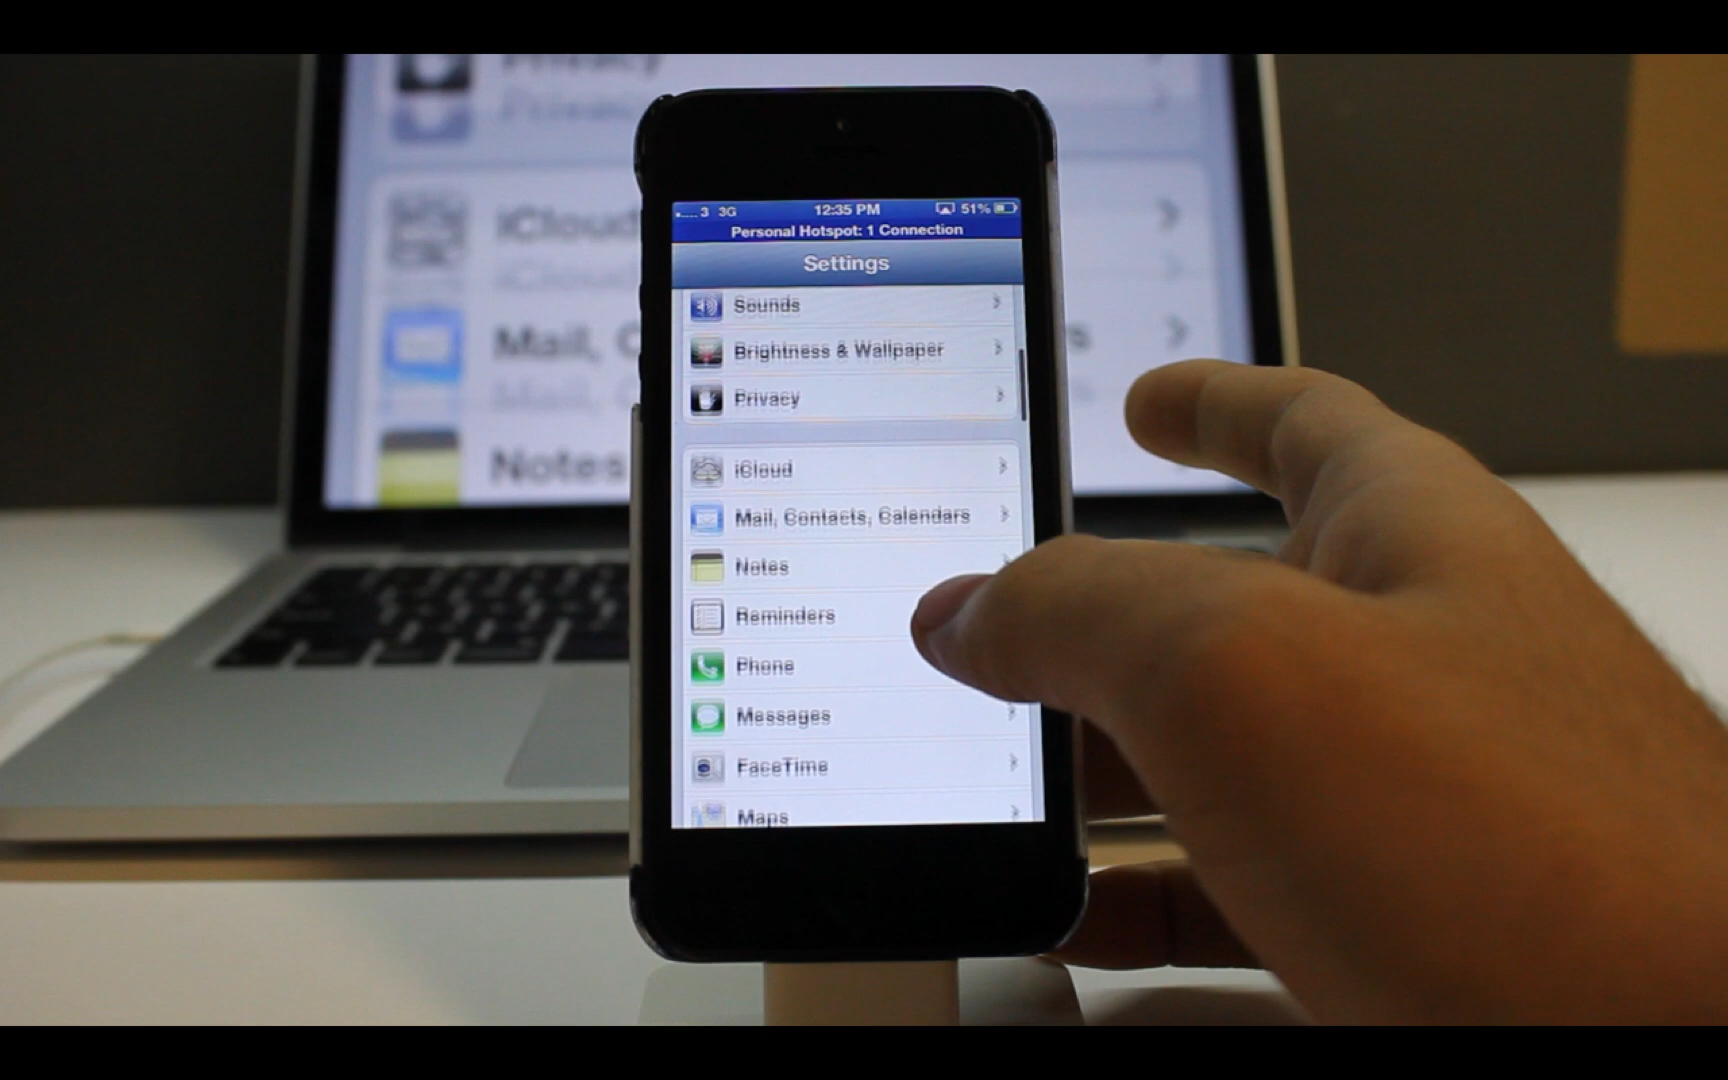 Privacy
iCloud
Mail, C
Notes
3 3G 12:35 PM 51%
Personal Hotspot: 1 Connection
Settings
Sounds
Brightness & Wallpaper
Privacy
iCloud
Mail, Contacts, Calendars
Notes
Reminders
Phone
Messages
FaceTime
Maps